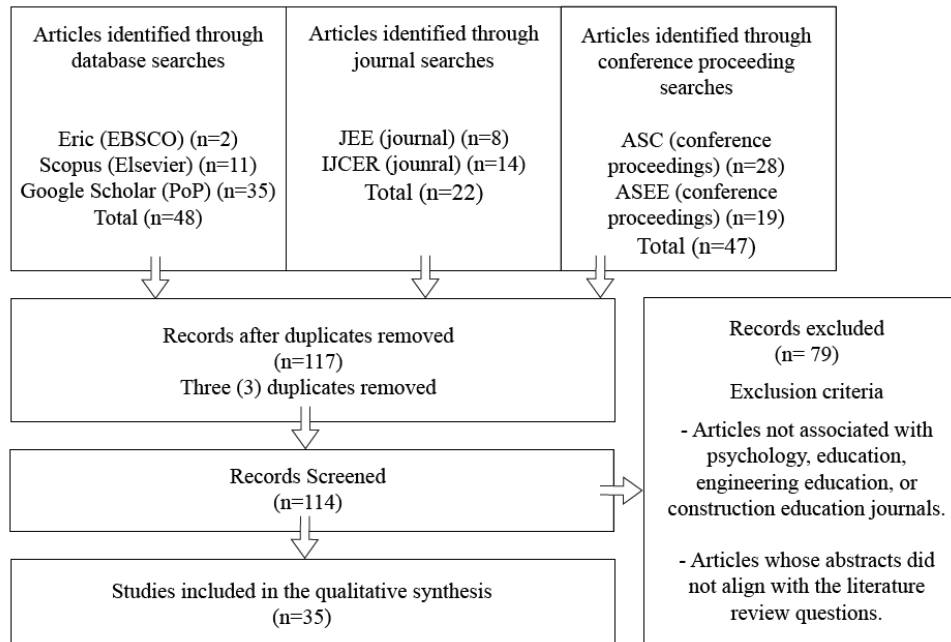 Articles identified through
database searches
Eric (EBSCO) (n=2)
Scopus (Elsevier) (n=11)
Google Scholar (PoP) (n=35)
Total (n=48)
Articles identified through
journal searches
JEE (journal) (n=8)
IJCER (jounral) (n=14)
Total (n=22)
Articles identified through
conference proceeding
searches
ASC (conference
proceedings) (n=28)
ASEE (conference
proceedings) (n=19)
Total (n=47)
Records after duplicates removed
(n=117)
Three (3) duplicates removed
Records Screened
(n=114)
Records excluded
(n= 79)
Exclusion criteria
- Articles not associated with
psychology, education,
engineering education, or
construction education journals.
- Articles whose abstracts did
not align with the literature
review questions.
Studies included in the qualitative synthesis
(n=35)